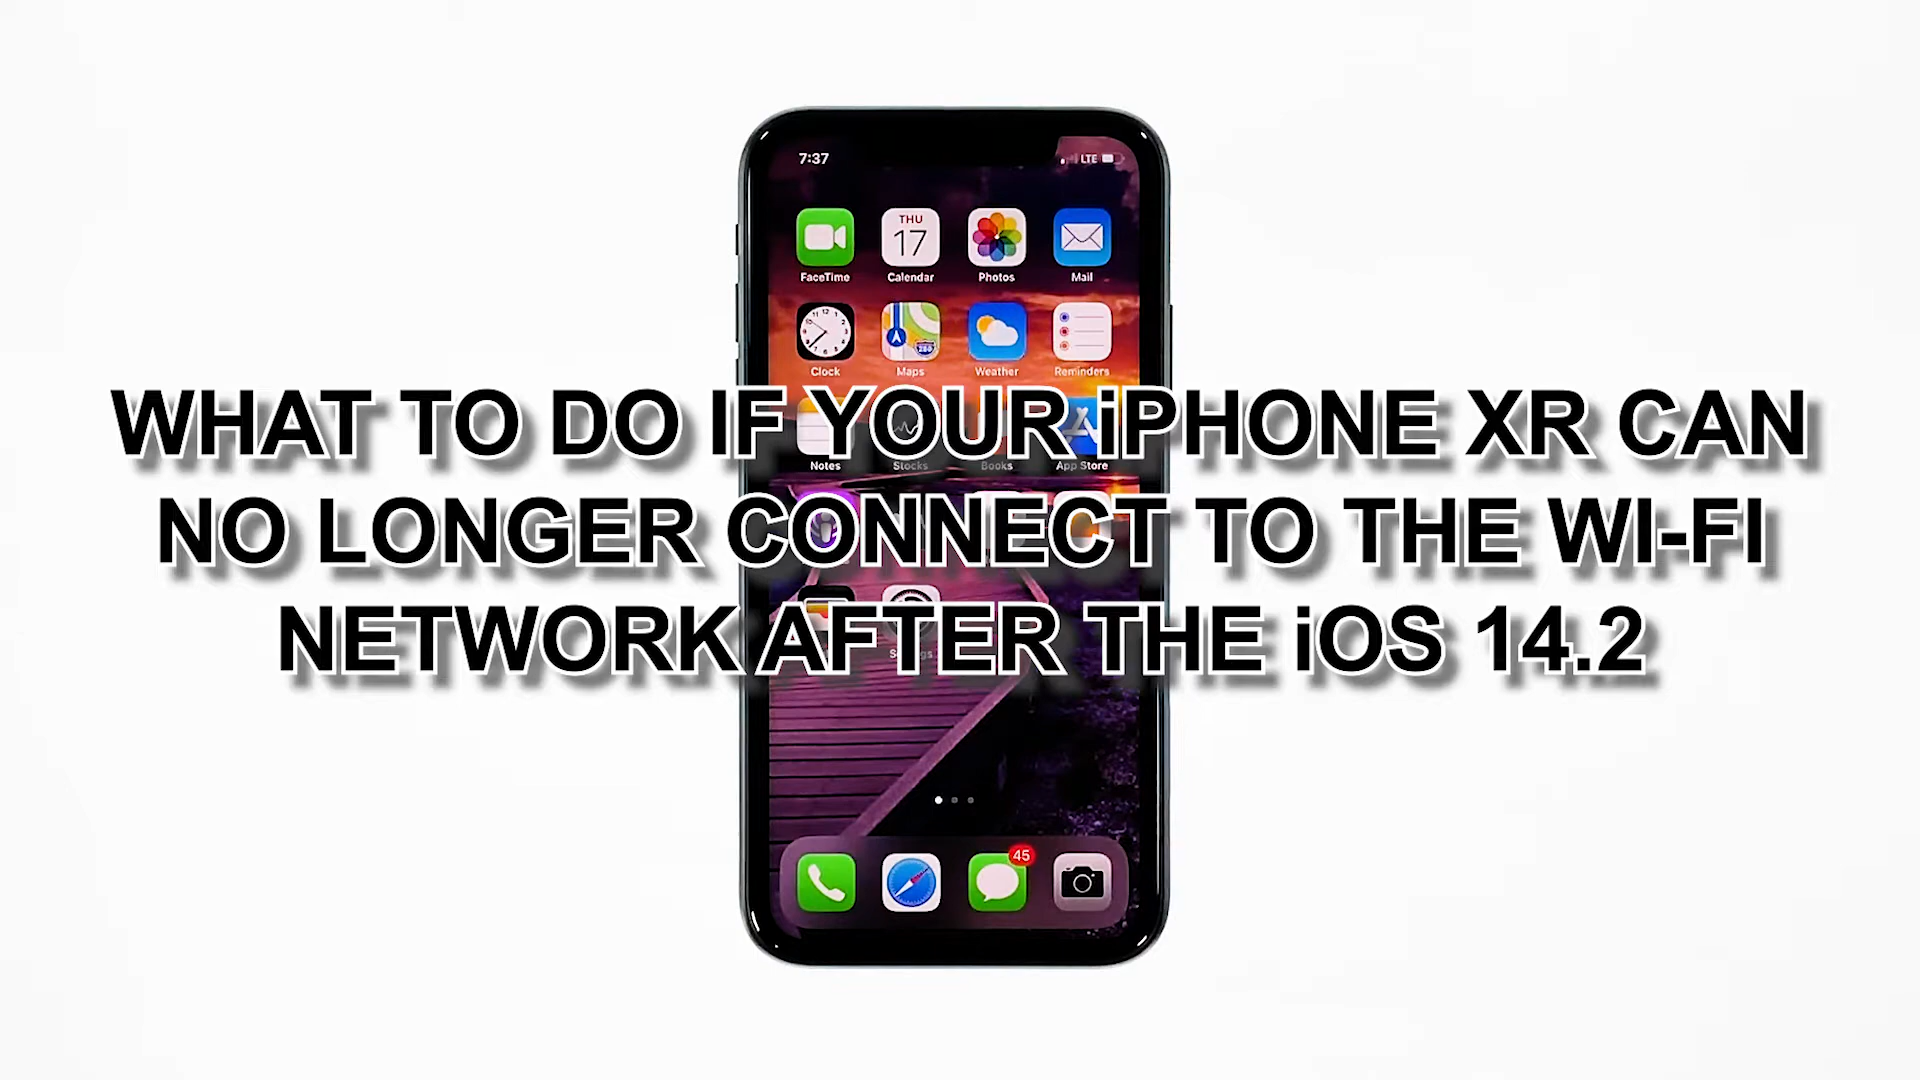 7:37
LTE
THU
17
FaceTime
Calendar
Photos
Mail
Clock
Maps
Weather
Reminders
WHAT TO DO IF YOUR iPHONE XR CAN
Notes
Stocks
Books
App Store
NO LONGER CONNECT TO THE WI-FI
NETWORK AFTER THE iOS 14.2
45